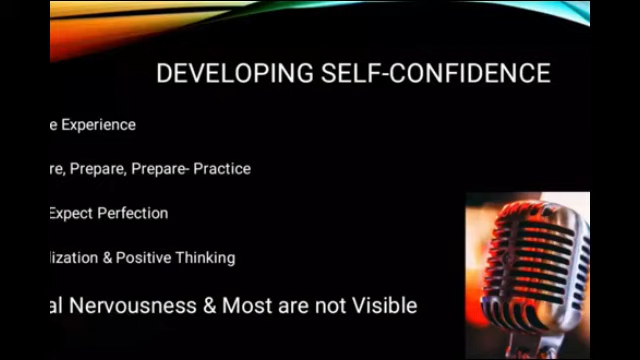 DEVELOPING SELF-CONFIDENCE
e Experience
re, Prepare, Prepare- Practice
Expect Perfection
lization & Positive Thinking
al Nervousness & Most are not Visible